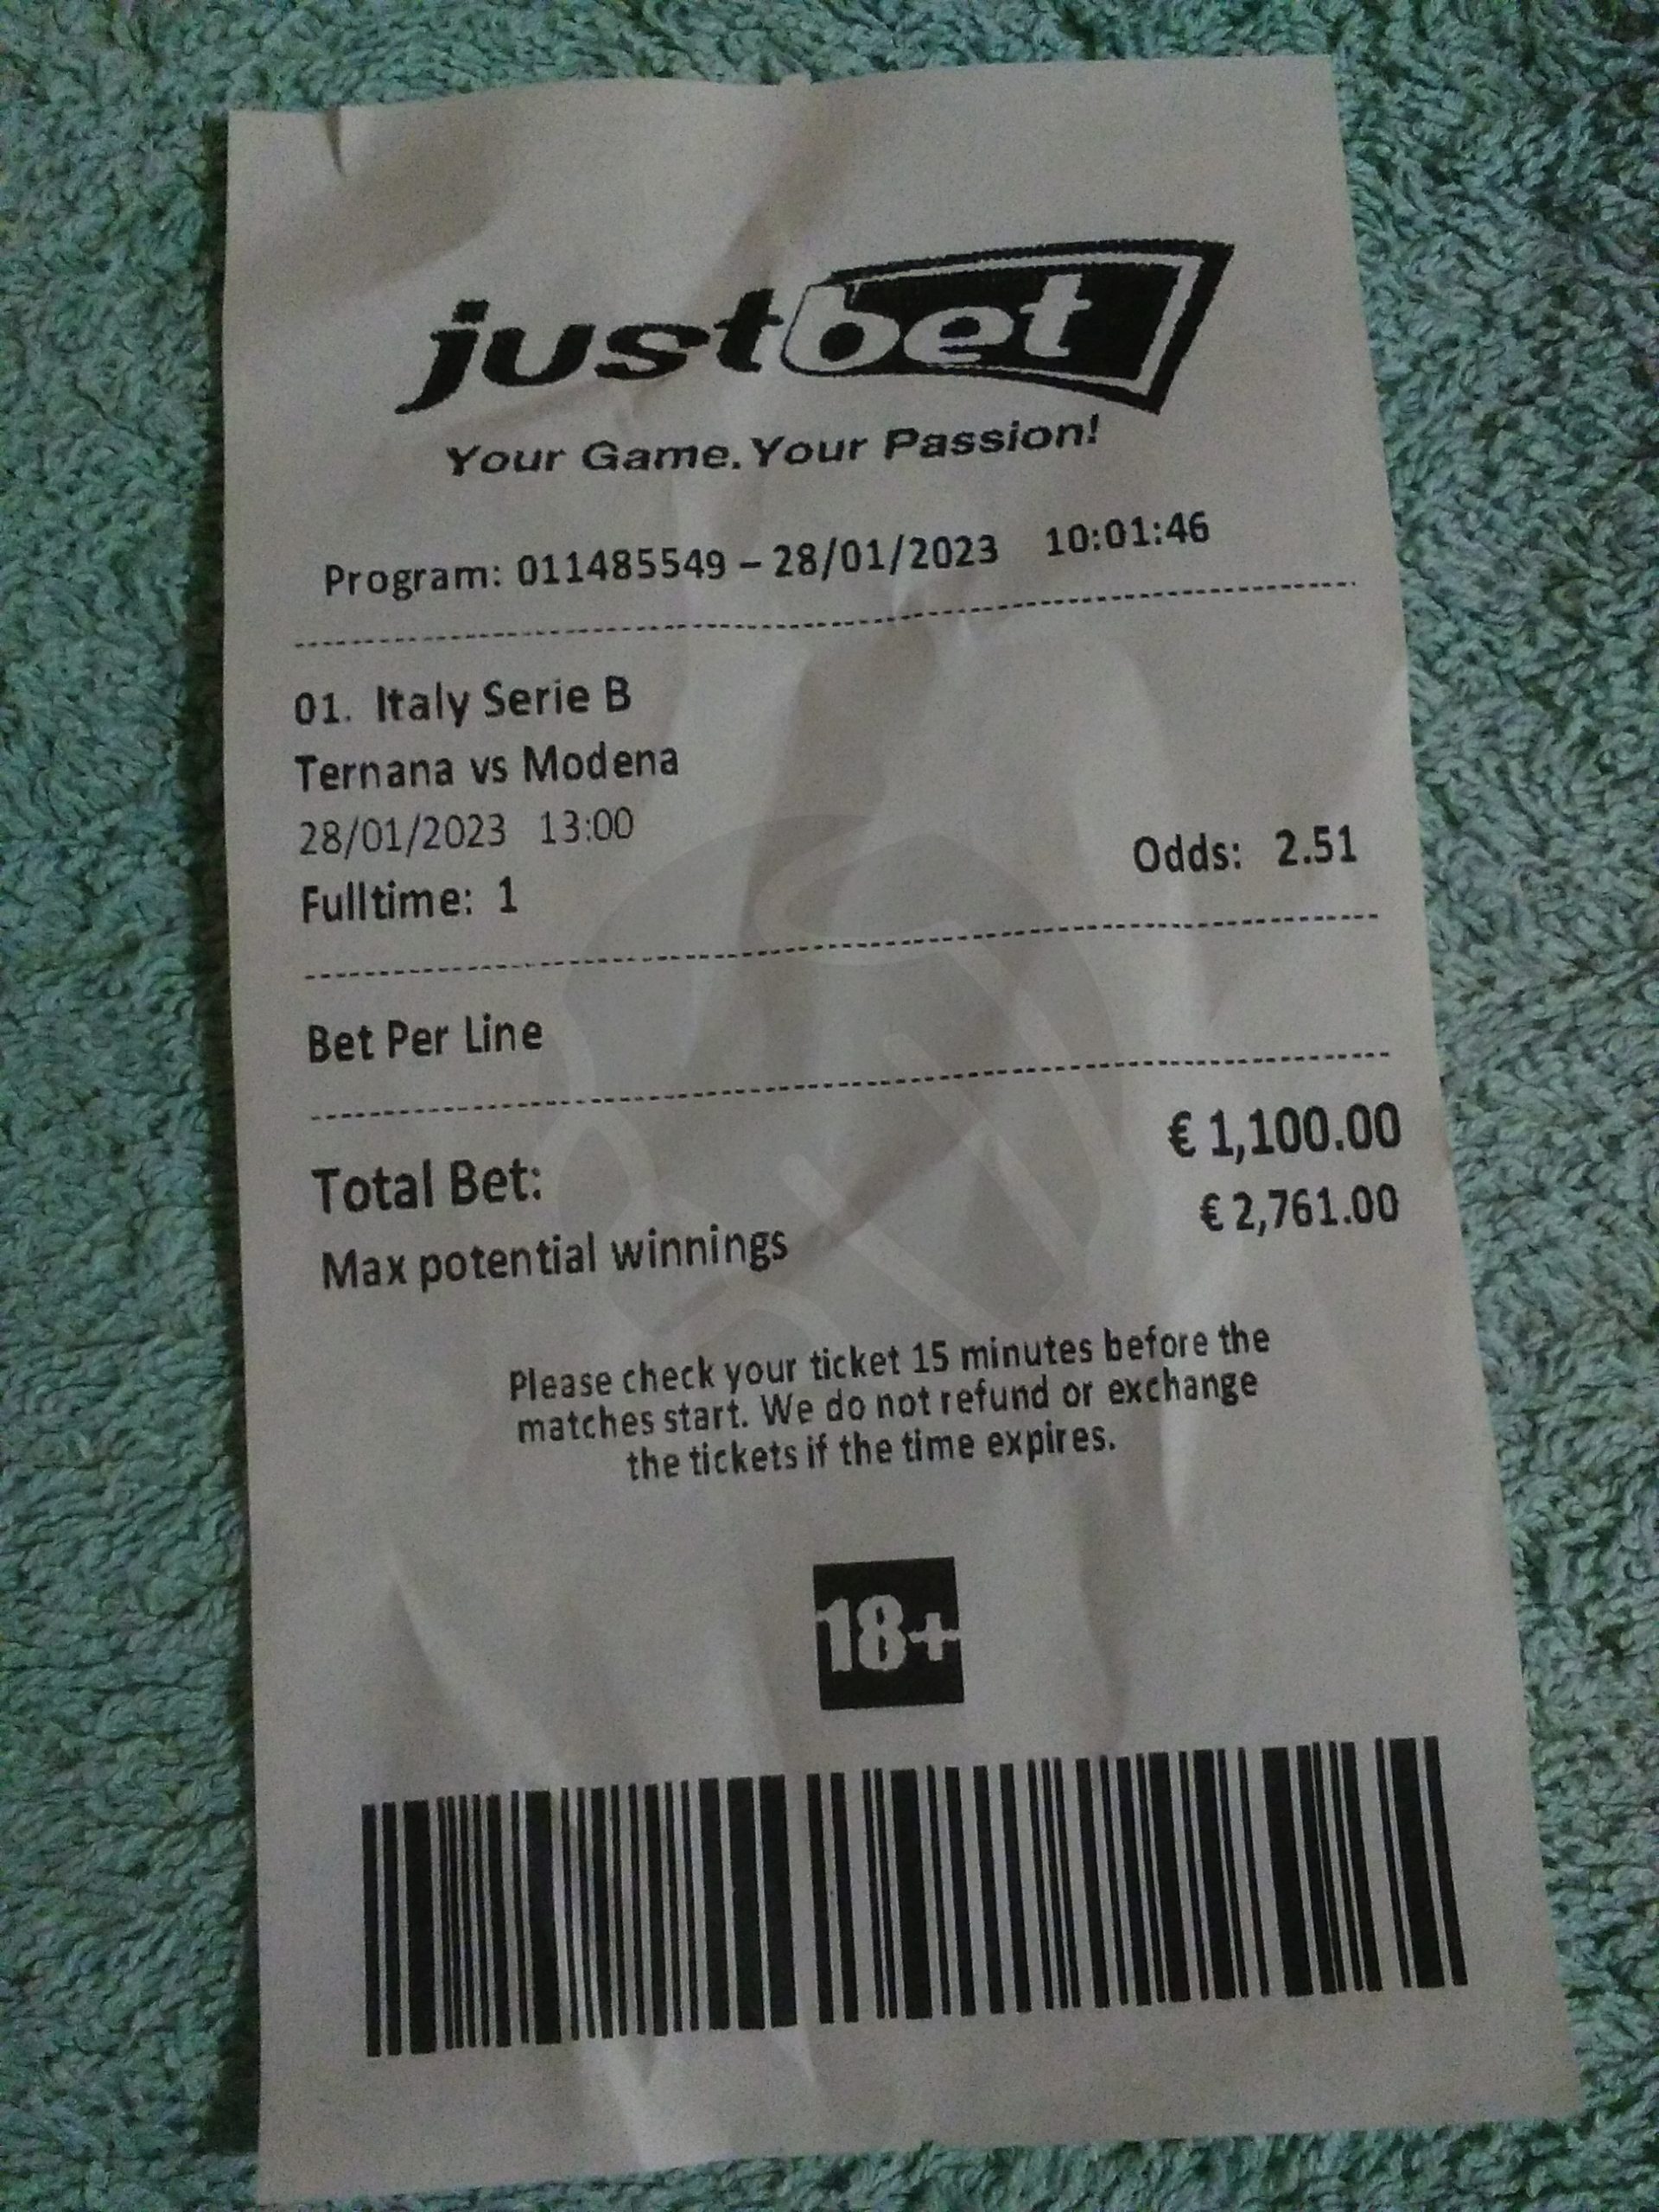 justbet
Your Game. Your Passion!
Program: 011485549 – 28/01/2023 10:01:46
01. Italy Serie B
Ternana vs Modena
28/01/2023 13:00
Fulltime: 1 Odds: 2.51
Bet Per Line
Total Bet: € 1,100.00
Max potential winnings € 2,761.00
Please check your ticket 15 minutes before the
matches start. We do not refund or exchange
the tickets if the time expires.
18+